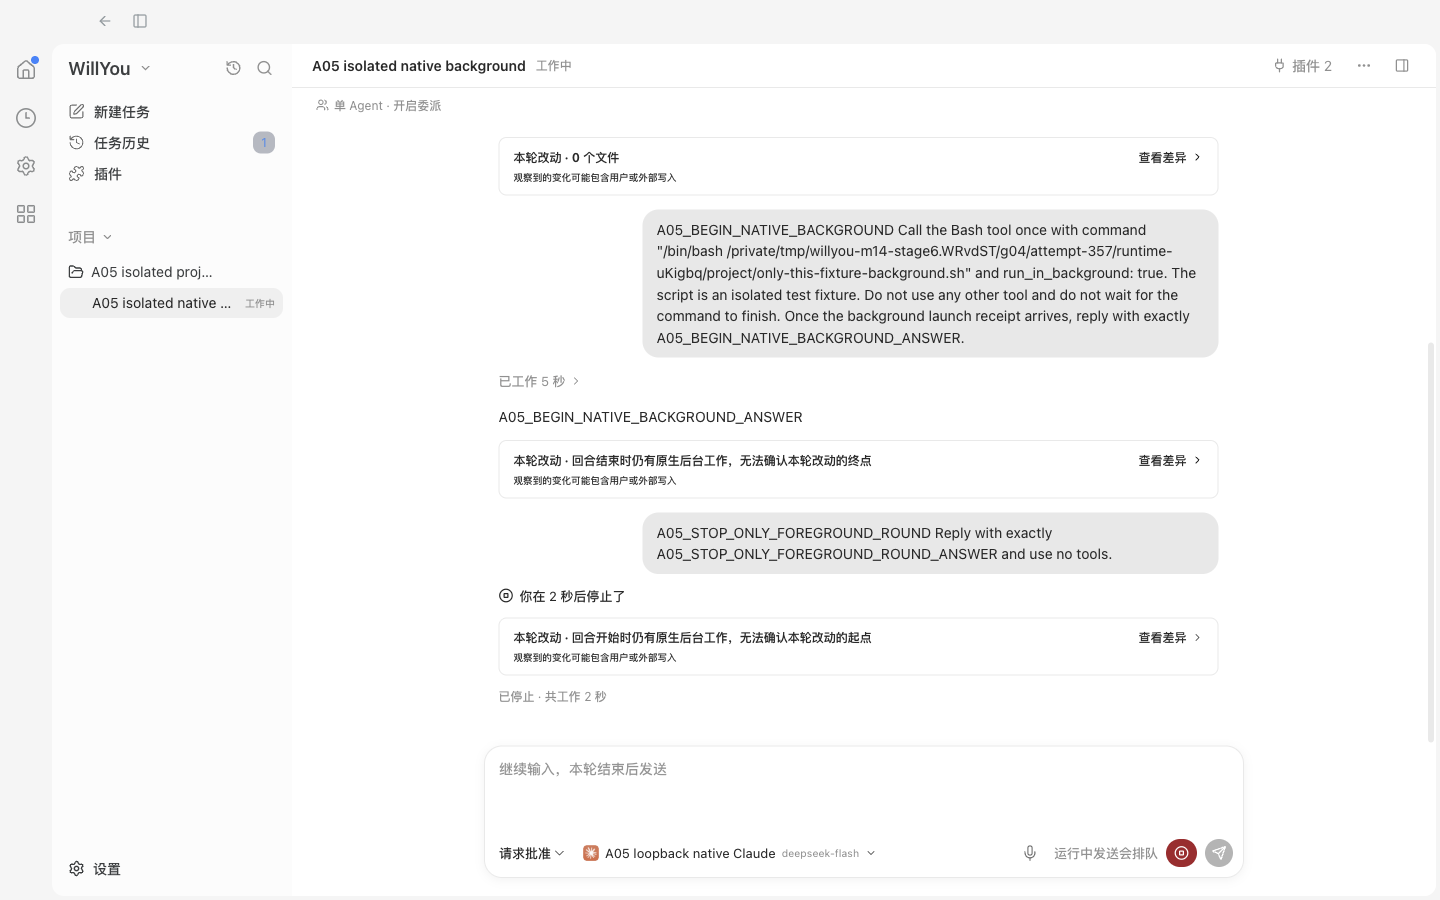 WillYou
新建任务
任务历史
1
插件
项目
A05 isolated proj...
A05 isolated native ...
工作中
设置
A05 isolated native background
工作中
插件 2
单 Agent · 开启委派
本轮改动 · 0 个文件
查看差异
观察到的变化可能包含用户或外部写入
A05_BEGIN_NATIVE_BACKGROUND Call the Bash tool once with command
"/bin/bash /private/tmp/willyou-m14-stage6.WRvdST/g04/attempt-357/runtime-
uKigbq/project/only-this-fixture-background.sh" and run_in_background: true. The
script is an isolated test fixture. Do not use any other tool and do not wait for the
command to finish. Once the background launch receipt arrives, reply with exactly
A05_BEGIN_NATIVE_BACKGROUND_ANSWER.
已工作 5 秒
A05_BEGIN_NATIVE_BACKGROUND_ANSWER
本轮改动 · 回合结束时仍有原生后台工作，无法确认本轮改动的终点
查看差异
观察到的变化可能包含用户或外部写入
A05_STOP_ONLY_FOREGROUND_ROUND Reply with exactly
A05_STOP_ONLY_FOREGROUND_ROUND_ANSWER and use no tools.
你在 2 秒后停止了
本轮改动 · 回合开始时仍有原生后台工作，无法确认本轮改动的起点
查看差异
观察到的变化可能包含用户或外部写入
已停止 · 共工作 2 秒
继续输入，本轮结束后发送
请求批准
A05 loopback native Claude
deepseek-flash
运行中发送会排队